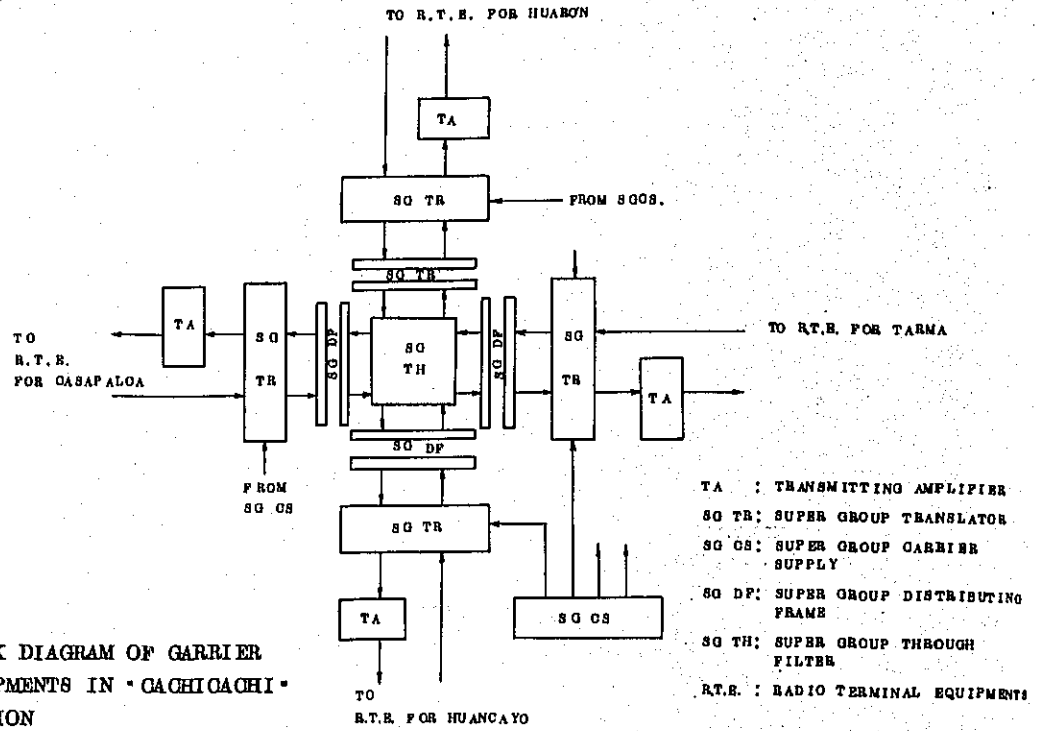 TO R.T.E. FOR HUARON
TA
SG TR
FROM SGCS.
SG TR
TA
SG
TR
SG DF
SG
TH
SG DF
SG
TR
TO R.T.E. FOR TARMA
TO
R.T.E.
FOR CASAPALCA
TA
FROM
SG CS
SG DF
SG TR
TA
SG CS
TO
R.T.E. FOR HUANCAYO
TA : TRANSMITTING AMPLIFIER
SG TR: SUPER GROUP TRANSLATOR
SG CS: SUPER GROUP CARRIER
SUPPLY
SG DF: SUPER GROUP DISTRIBUTING
FRAME
SG TH: SUPER GROUP THROUGH
FILTER
R.T.E. : RADIO TERMINAL EQUIPMENTS
K DIAGRAM OF CARRIER
PMENTS IN "CACHICACHI"
ION